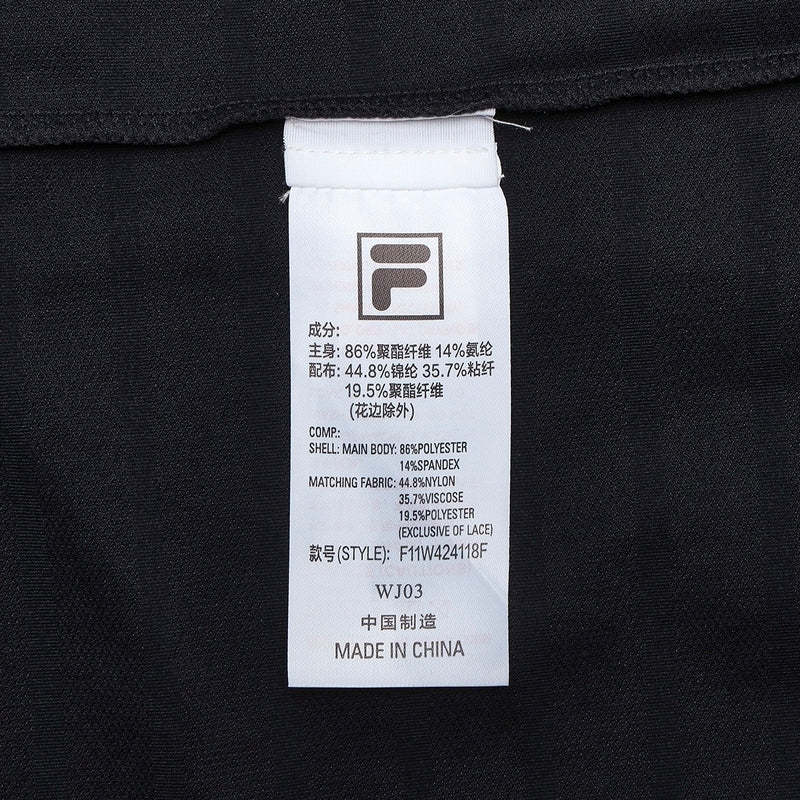 F
成分:
主身: 86%聚酯纤维 14%氨纶
配布: 44.8%锦纶 35.7%粘纤
19.5%聚酯纤维
(花边除外)
COMP.:
SHELL: MAIN BODY: 86%POLYESTER
14%SPANDEX
MATCHING FABRIC: 44.8%NYLON
35.7%VISCOSE
19.5%POLYESTER
(EXCLUSIVE OF LACE)
款号(STYLE): F11W424118F
WJ03
中国制造
MADE IN CHINA